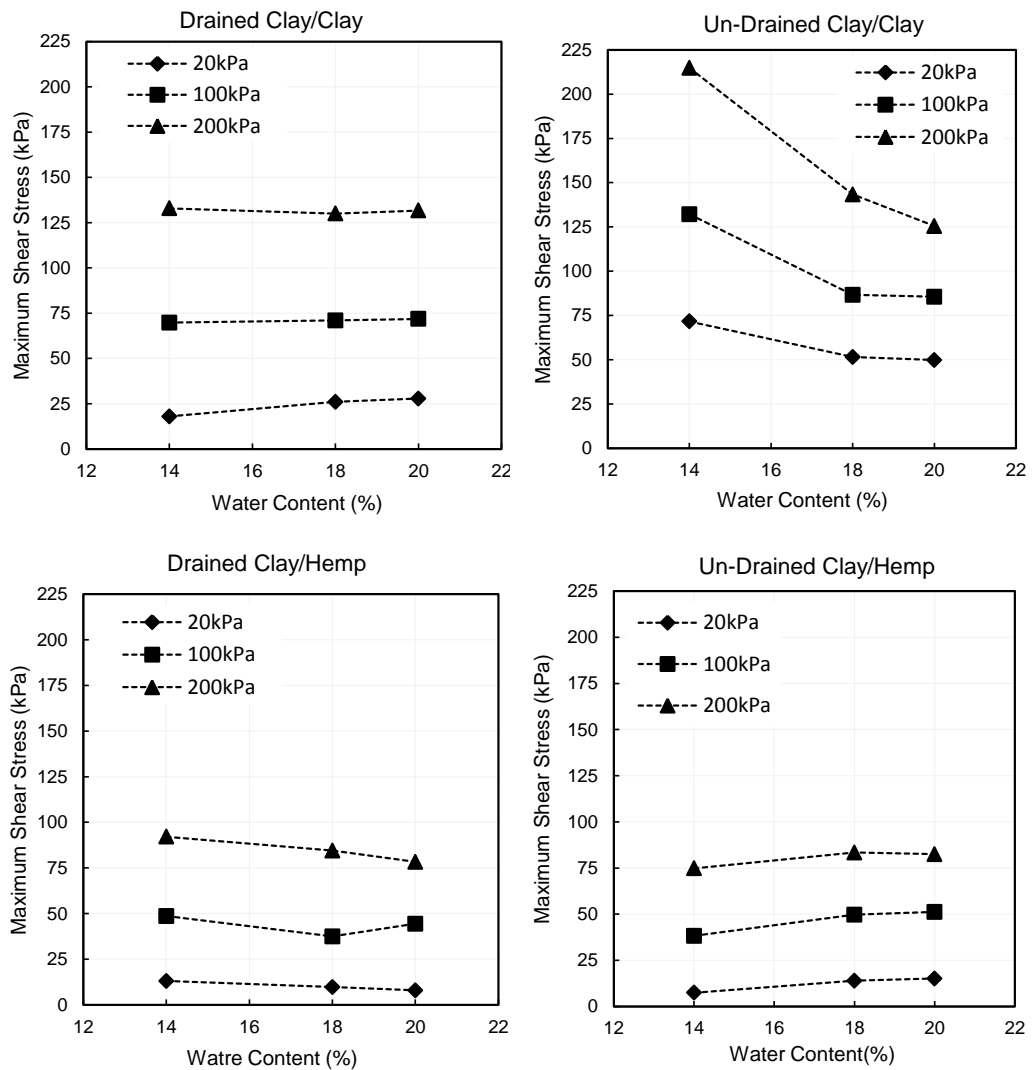 Drained Clay/Clay
Maximum Shear Stress (kPa)
225
200
175
150
125
100
75
50
25
0
20kPa
100kPa
200kPa
12 14 16 18 20 22
Water Content (%)
Un-Drained Clay/Clay
Maximum Shear Stress (kPa)
225
200
175
150
125
100
75
50
25
0
20kPa
100kPa
200kPa
12 14 16 18 20 22
Water Content (%)
Drained Clay/Hemp
Maximum Shear Stress (kPa)
225
200
175
150
125
100
75
50
25
0
20kPa
100kPa
200kPa
12 14 16 18 20 22
Watre Content (%)
Un-Drained Clay/Hemp
Maximum Shear Stress (kPa)
225
200
175
150
125
100
75
50
25
0
20kPa
100kPa
200kPa
12 14 16 18 20 22
Water Content(%)